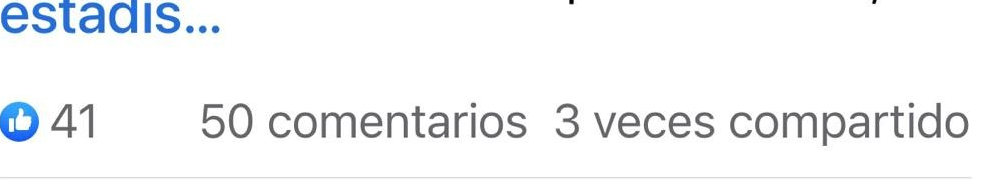 estadis...
41 50 comentarios 3 veces compartido